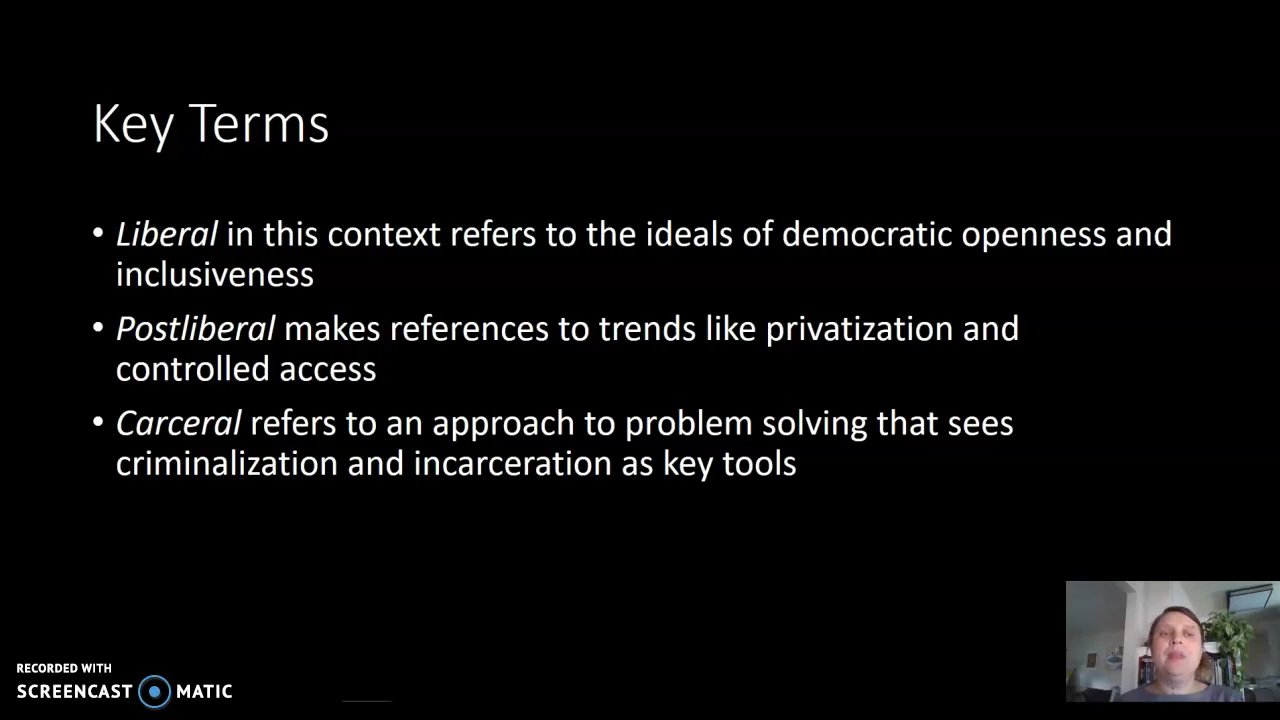 Key Terms
• Liberal in this context refers to the ideals of democratic openness and
inclusiveness
• Postliberal makes references to trends like privatization and
controlled access
• Carceral refers to an approach to problem solving that sees
criminalization and incarceration as key tools
RECORDED WITH
SCREENCAST MATIC